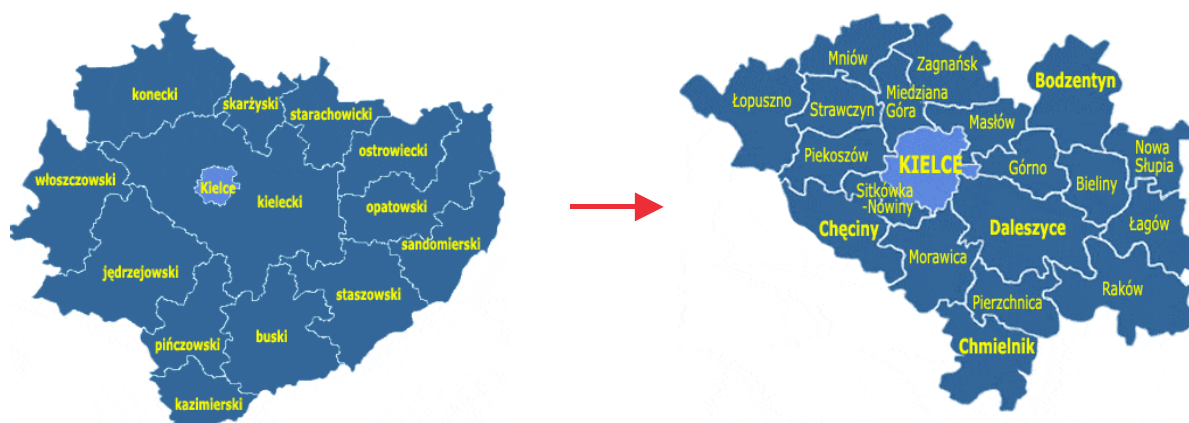 konecki
skarżyski
starachowicki
ostrowiecki
włoszczowski
Kielce
kielecki
opatowski
sandomierski
jędrzejowski
staszowski
pińczowski
buski
kazimierski
Mniów
Zagnańsk
Łopuszno
Strawczyn
Miedziana
Góra
Bodzentyn
Masłów
Piekoszów
KIELCE
Górno
Nowa
Słupia
Bieliny
Sitkówka
-Nowiny
Chęciny
Daleszyce
Łagów
Morawica
Pierzchnica
Raków
Chmielnik